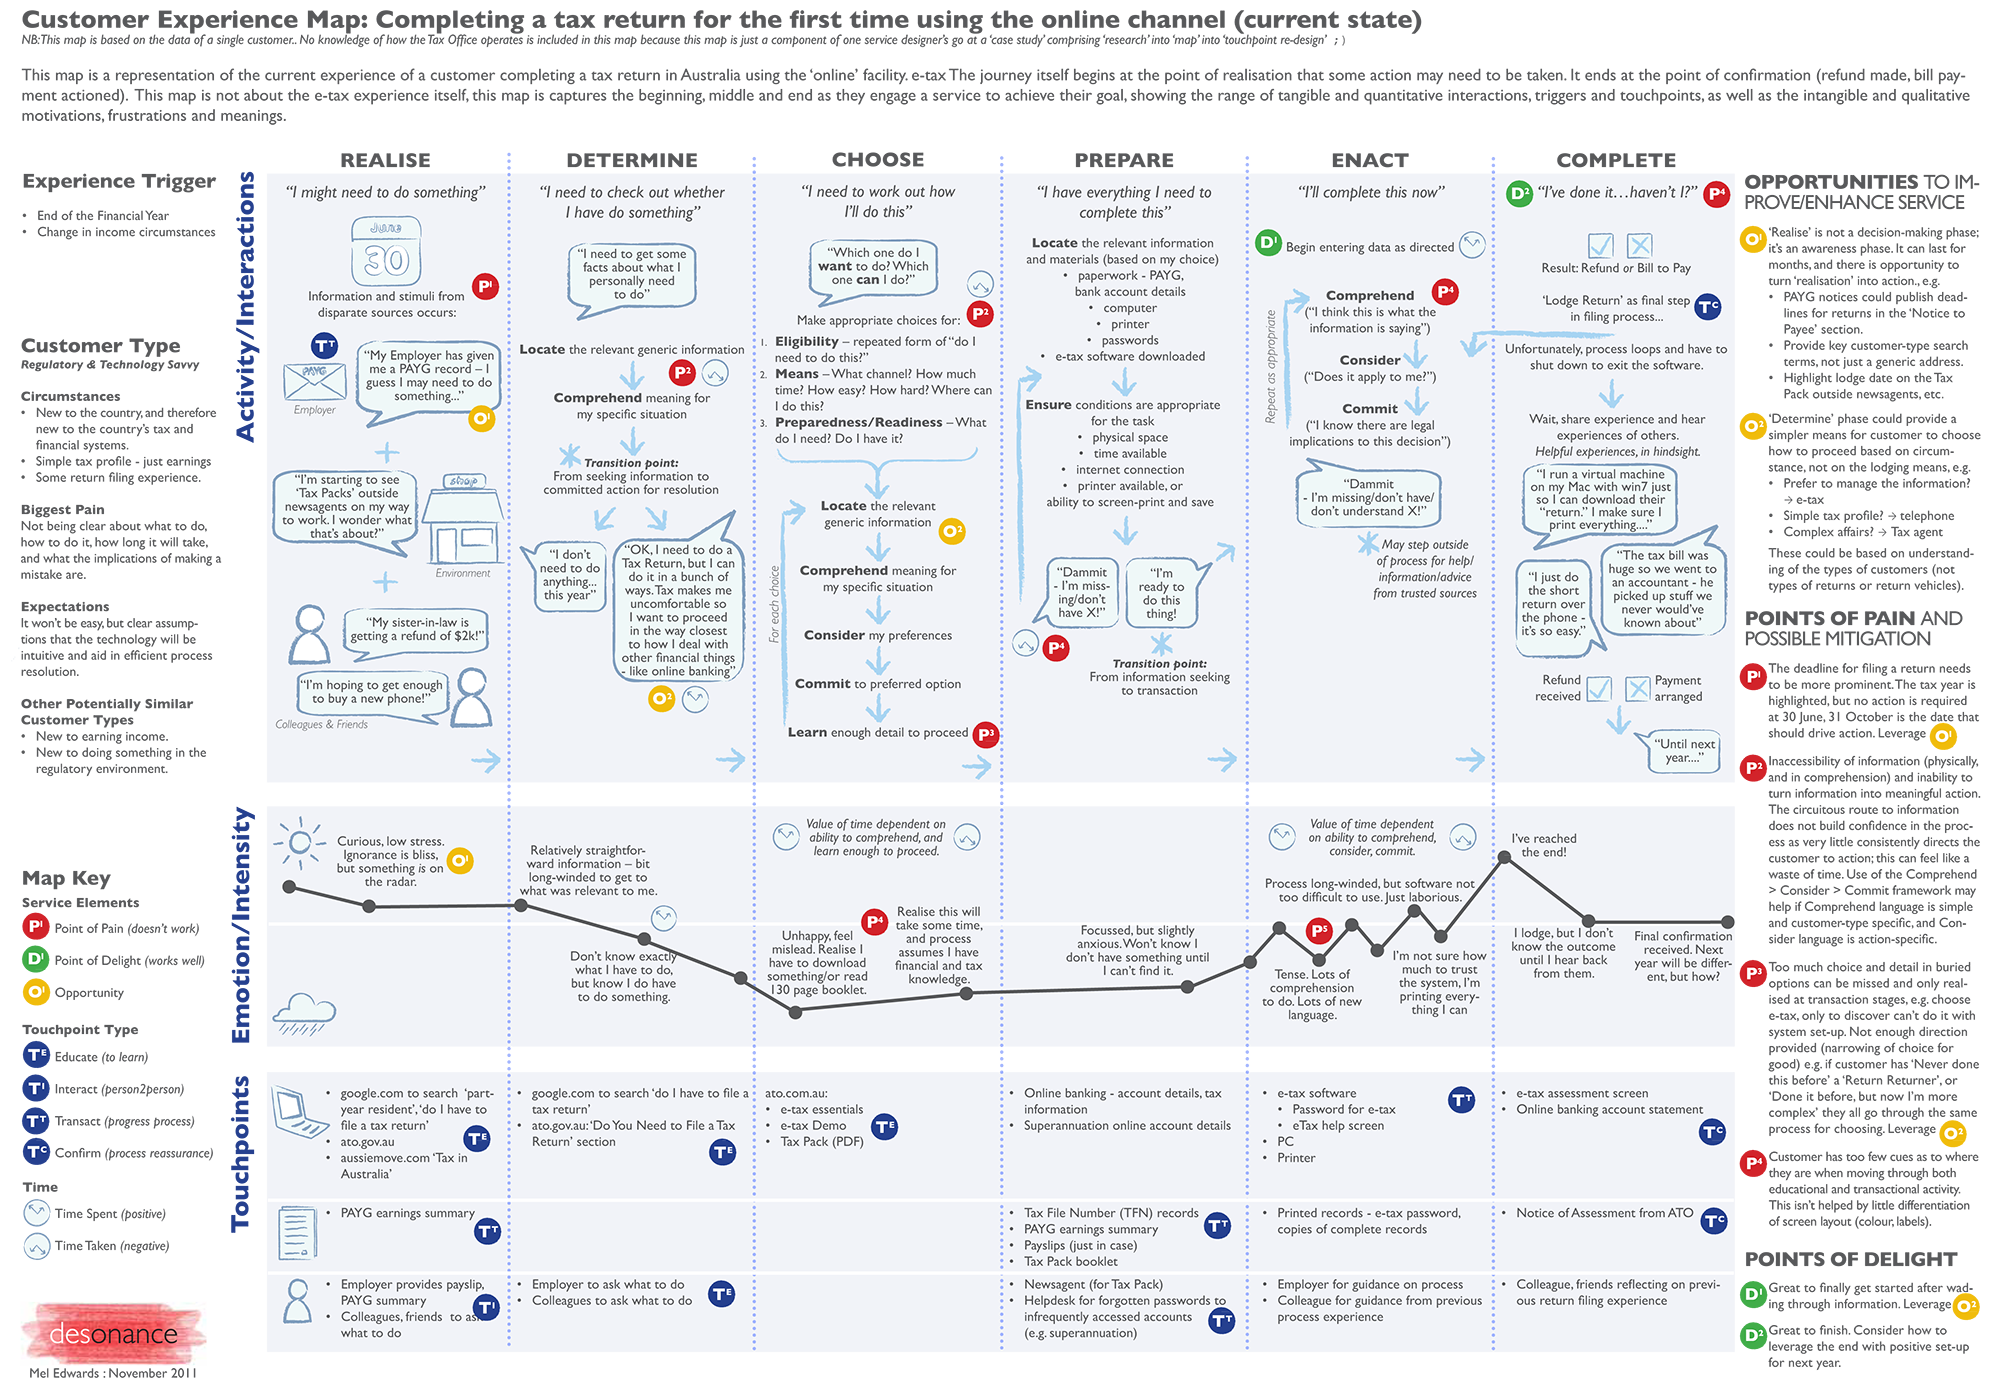 Customer Experience Map: Completing a tax return for the first time using the online channel (current state)
NB:This map is based on the data of a single customer.. No knowledge of how the Tax Office operates is included in this map because this map is just a component of one service designer's go at a 'case study' comprising 'research' into 'map' into 'touchpoint re-design'  ; )
This map is a representation of the current experience of a customer completing a tax return in Australia using the 'online' facility. e-tax The journey itself begins at the point of realisation that some action may need to be taken. It ends at the point of confirmation (refund made, bill pay-
ment actioned). This map is not about the e-tax experience itself, this map is captures the beginning, middle and end as they engage a service to achieve their goal, showing the range of tangible and quantitative interactions, triggers and touchpoints, as well as the intangible and qualitative
motivations, frustrations and meanings.
Experience Trigger
• End of the Financial Year
• Change in income circumstances
Customer Type
Regulatory & Technology Savvy
Circumstances
• New to the country, and therefore
new to the country's tax and
financial systems.
• Simple tax profile - just earnings
• Some return filing experience.
Biggest Pain
Not being clear about what to do,
how to do it, how long it will take,
and what the implications of making a
mistake are.
Expectations
It won't be easy, but clear assump-
tions that the technology will be
intuitive and aid in efficient process
resolution.
Other Potentially Similar
Customer Types
• New to earning income.
• New to doing something in the
regulatory environment.
Map Key
Service Elements
P1 Point of Pain (doesn't work)
D1 Point of Delight (works well)
O1 Opportunity
Touchpoint Type
TE Educate (to learn)
TI Interact (person2person)
TT Transact (progress process)
TC Confirm (process reassurance)
Time
Time Spent (positive)
Time Taken (negative)
desonance
Mel Edwards : November 2011
Activity/Interactions
REALISE
"I might need to do something"
June
30
P1
Information and stimuli from
disparate sources occurs:
TT
PAYG
Employer
"My Employer has given
me a PAYG record – I
guess I may need to do
something..."
O1
"I'm starting to see
'Tax Packs' outside
newsagents on my way
to work. I wonder what
that's about?"
shop
Environment
"My sister-in-law is
getting a refund of $2k!"
"I'm hoping to get enough
to buy a new phone!"
Colleagues & Friends
DETERMINE
"I need to check out whether
I have do something"
"I need to get some
facts about what I
personally need
to do"
Locate the relevant generic information
P2
Comprehend meaning for
my specific situation
Transition point:
From seeking information to
committed action for resolution
"I don't
need to do
anything...
this year"
"OK, I need to do a
Tax Return, but I can
do it in a bunch of
ways. Tax makes me
uncomfortable so
I want to proceed
in the way closest
to how I deal with
other financial things
- like online banking"
O2
CHOOSE
"I need to work out how
I'll do this"
"Which one do I
want to do? Which
one can I do?"
P2
Make appropriate choices for:
1. Eligibility – repeated form of "do I
need to do this?"
2. Means – What channel? How much
time? How easy? How hard? Where can
I do this?
3. Preparedness/Readiness – What
do I need? Do I have it?
For each choice
Locate the relevant
generic information
O2
Comprehend meaning for
my specific situation
Consider my preferences
Commit to preferred option
Learn enough detail to proceed
P3
PREPARE
"I have everything I need to
complete this"
Locate the relevant information
and materials (based on my choice)
• paperwork - PAYG,
bank account details
• computer
• printer
• passwords
• e-tax software downloaded
Ensure conditions are appropriate
for the task
• physical space
• time available
• internet connection
• printer available, or
ability to screen-print and save
"Dammit
- I'm miss-
ing/don't
have X!"
P4
"I'm
ready to
do this
thing!
Transition point:
From information seeking
to transaction
ENACT
"I'll complete this now"
D1
Begin entering data as directed
Repeat as appropriate
Comprehend
P4
("I think this is what the
information is saying")
Consider
("Does it apply to me?")
Commit
("I know there are legal
implications to this decision")
"Dammit
- I'm missing/don't have/
don't understand X!"
May step outside
of process for help/
information/advice
from trusted sources
COMPLETE
D2
"I've done it...haven't I?"
P4
Result: Refund or Bill to Pay
'Lodge Return' as final step
in filing process...
TC
Unfortunately, process loops and have to
shut down to exit the software.
Wait, share experience and hear
experiences of others.
Helpful experiences, in hindsight.
"I run a virtual machine
on my Mac with win7 just
so I can download their
"return." I make sure I
print everything...."
"I just do
the short
return over
the phone -
it's so easy."
"The tax bill was
huge so we went to
an accountant - he
picked up stuff we
never would've
known about"
Refund
received
Payment
arranged
"Until next
year...."
Emotion/Intensity
Curious, low stress.
Ignorance is bliss,
but something is on
the radar.
O1
Relatively straightfor-
ward information – bit
long-winded to get to
what was relevant to me.
Don't know exactly
what I have to do,
but know I do have
to do something.
Value of time dependent on
ability to comprehend, and
learn enough to proceed.
Unhappy, feel
mislead. Realise I
have to download
something/or read
130 page booklet.
P4
Realise this will
take some time,
and process
assumes I have
financial and tax
knowledge.
Focussed, but slightly
anxious. Won't know I
don't have something until
I can't find it.
Value of time dependent
on ability to comprehend,
consider, commit.
Process long-winded, but software not
too difficult to use. Just laborious.
P5
Tense. Lots of
comprehension
to do. Lots of new
language.
I'm not sure how
much to trust
the system, I'm
printing every-
thing I can
I've reached
the end!
I lodge, but I don't
know the outcome
until I hear back
from them.
Final confirmation
received. Next
year will be differ-
ent, but how?
Touchpoints
• google.com to search 'part-
year resident', 'do I have to
file a tax return'
• ato.gov.au
• aussiemove.com 'Tax in
Australia'
TE
• google.com to search 'do I have to file a
tax return'
• ato.gov.au: 'Do You Need to File a Tax
Return' section
TE
ato.com.au:
• e-tax essentials
• e-tax Demo
• Tax Pack (PDF)
TE
• Online banking - account details, tax
information
• Superannuation online account details
• e-tax software
• Password for e-tax
• eTax help screen
• PC
• Printer
TT
• e-tax assessment screen
• Online banking account statement
TC
• PAYG earnings summary
TT
• Tax File Number (TFN) records
• PAYG earnings summary
• Payslips (just in case)
• Tax Pack booklet
TT
• Printed records - e-tax password,
copies of complete records
• Notice of Assessment from ATO
TC
• Employer provides payslip,
PAYG summary
• Colleagues, friends to ask
what to do
TI
• Employer to ask what to do
• Colleagues to ask what to do
TE
• Newsagent (for Tax Pack)
• Helpdesk for forgotten passwords to
infrequently accessed accounts
(e.g. superannuation)
TT
• Employer for guidance on process
• Colleague for guidance from previous
process experience
• Colleague, friends reflecting on previ-
ous return filing experience
OPPORTUNITIES TO IM-
PROVE/ENHANCE SERVICE
O1 'Realise' is not a decision-making phase;
it's an awareness phase. It can last for
months, and there is opportunity to
turn 'realisation' into action., e.g.
• PAYG notices could publish dead-
lines for returns in the 'Notice to
Payee' section.
• Provide key customer-type search
terms, not just a generic address.
• Highlight lodge date on the Tax
Pack outside newsagents, etc.
O2 'Determine' phase could provide a
simpler means for customer to choose
how to proceed based on circum-
stance, not on the lodging means, e.g.
• Prefer to manage the information?
→ e-tax
• Simple tax profile? → telephone
• Complex affairs? → Tax agent
These could be based on understand-
ing of the types of customers (not
types of returns or return vehicles).
POINTS OF PAIN AND
POSSIBLE MITIGATION
P1 The deadline for filing a return needs
to be more prominent. The tax year is
highlighted, but no action is required
at 30 June, 31 October is the date that
should drive action. Leverage O1
P2 Inaccessibility of information (physically,
and in comprehension) and inability to
turn information into meaningful action.
The circuitous route to information
does not build confidence in the proc-
ess as very little consistently directs the
customer to action; this can feel like a
waste of time. Use of the Comprehend
> Consider > Commit framework may
help if Comprehend language is simple
and customer-type specific, and Con-
sider language is action-specific.
P3 Too much choice and detail in buried
options can be missed and only real-
ised at transaction stages, e.g. choose
e-tax, only to discover can't do it with
system set-up. Not enough direction
provided (narrowing of choice for
good) e.g. if customer has 'Never done
this before' a 'Return Returner', or
'Done it before, but now I'm more
complex' they all go through the same
process for choosing. Leverage O2
P4 Customer has too few cues as to where
they are when moving through both
educational and transactional activity.
This isn't helped by little differentiation
of screen layout (colour, labels).
POINTS OF DELIGHT
D1 Great to finally get started after wad-
ing through information. Leverage O2
D2 Great to finish. Consider how to
leverage the end with positive set-up
for next year.